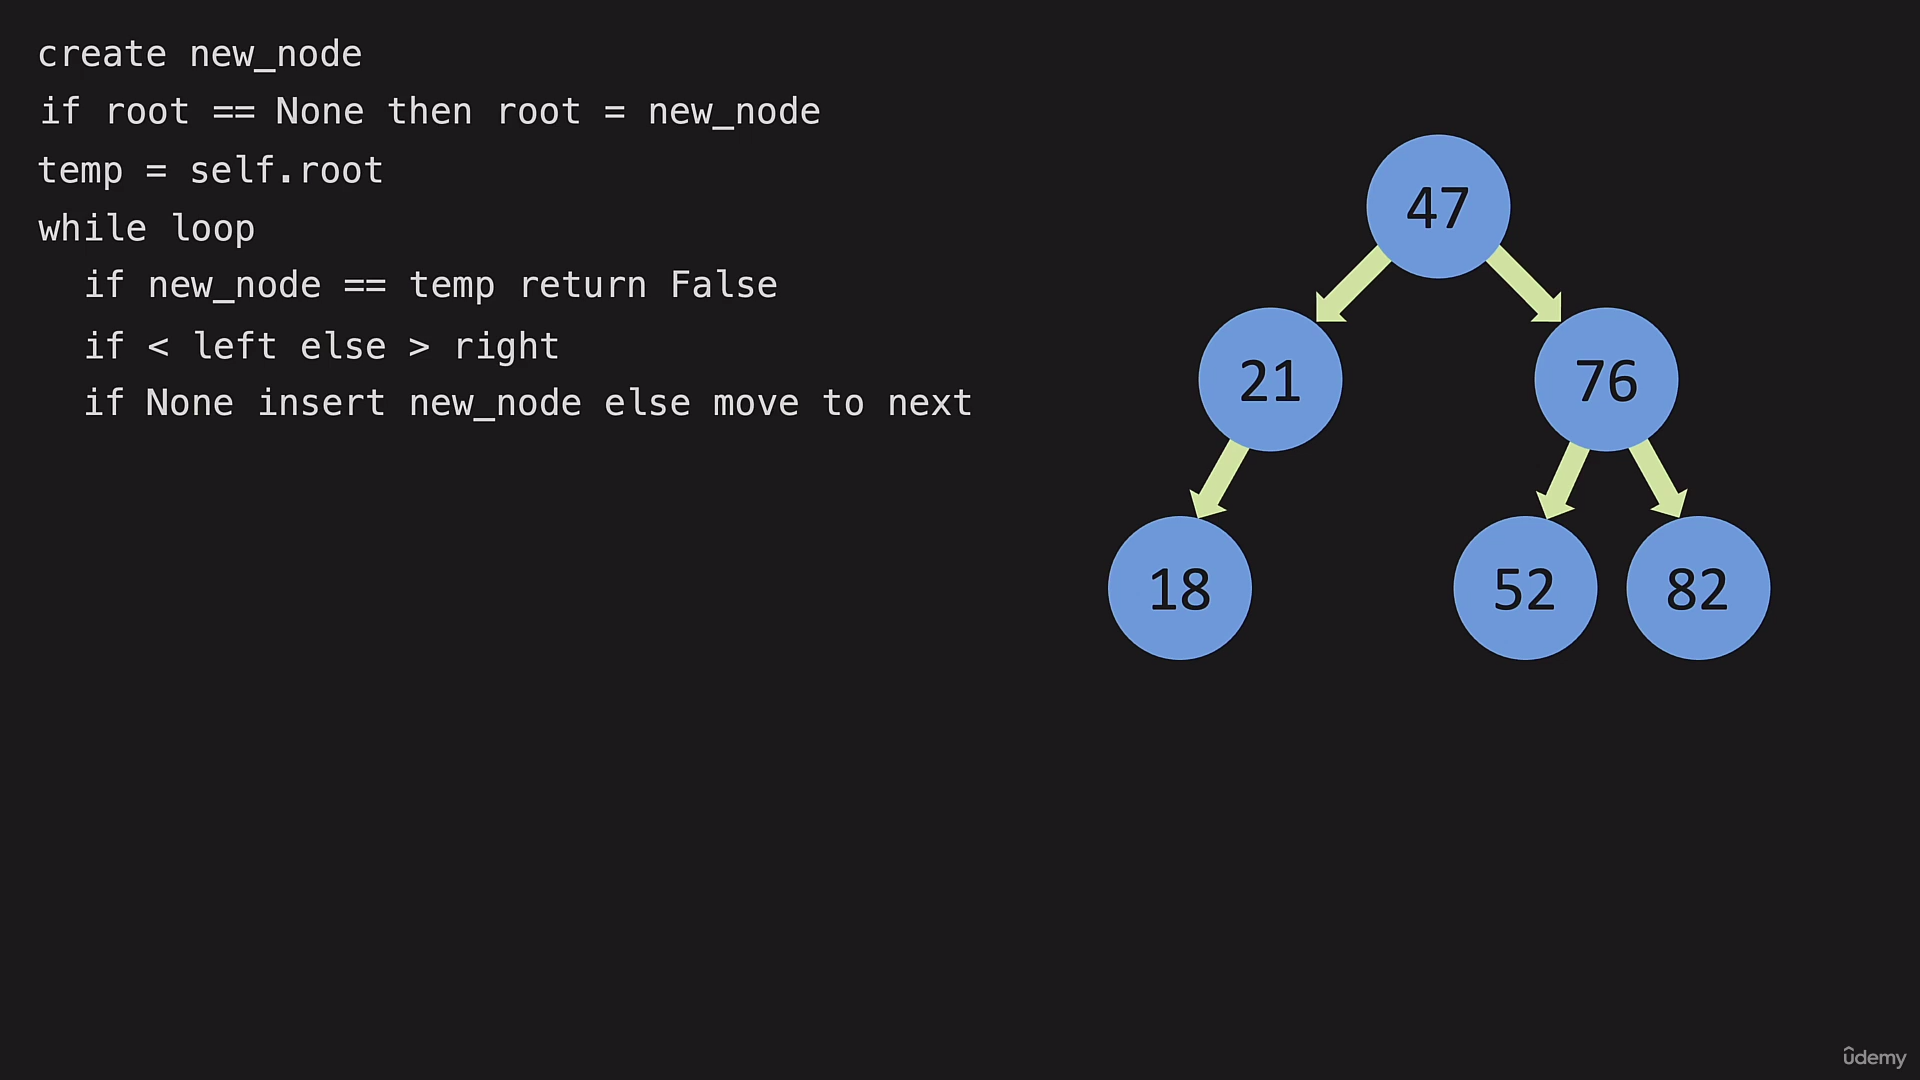 create new_node
if root == None then root = new_node
temp = self.root
while loop
if new_node == temp return False
if < left else > right
if None insert new_node else move to next
47
21
76
18
52
82
ûdemy